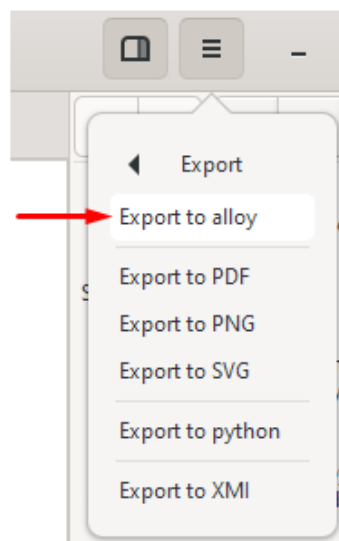 Export
Export to alloy
Export to PDF
Export to PNG
Export to SVG
Export to python
Export to XMI